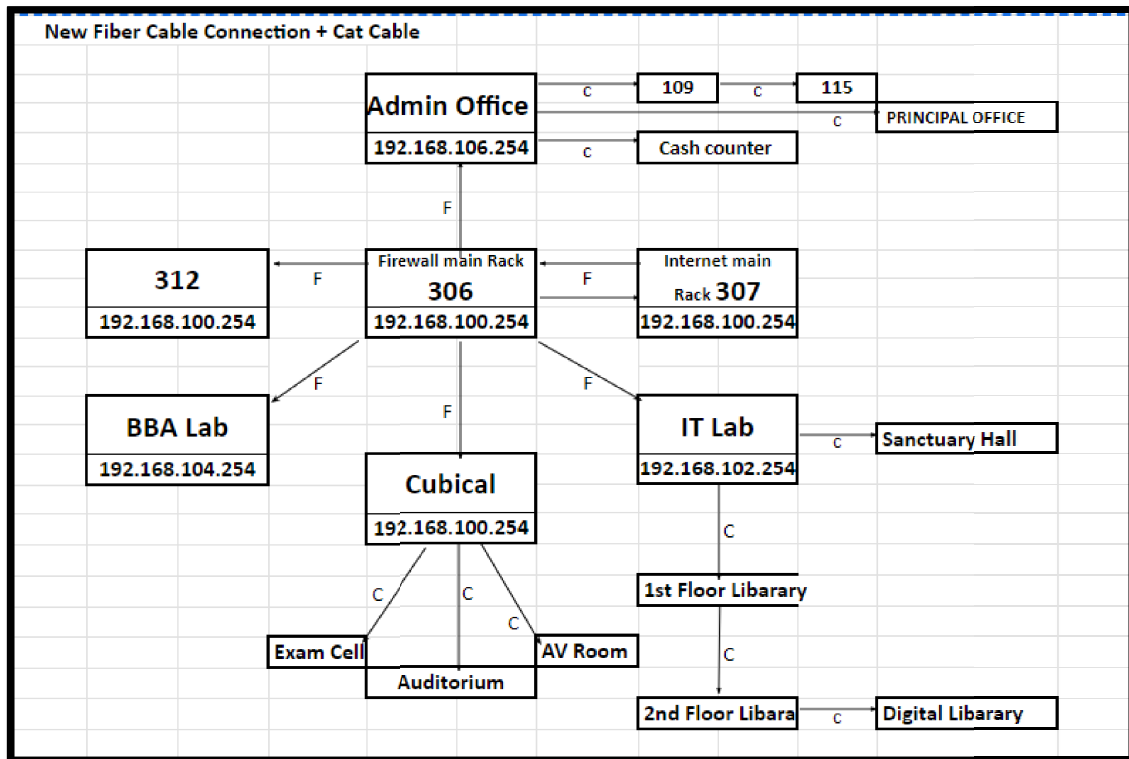 New Fiber Cable Connection + Cat Cable
Admin Office
192.168.106.254
C
109
C
115
C
PRINCIPAL OFFICE
C
Cash counter
F
312
192.168.100.254
F
Firewall main Rack
306
192.168.100.254
F
Internet main
Rack 307
192.168.100.254
F
F
F
BBA Lab
192.168.104.254
Cubical
192.168.100.254
IT Lab
192.168.102.254
C
Sanctuary Hall
C
C
C
C
1st Floor Libarary
C
Exam Cell
Auditorium
AV Room
2nd Floor Libara
C
Digital Libarary